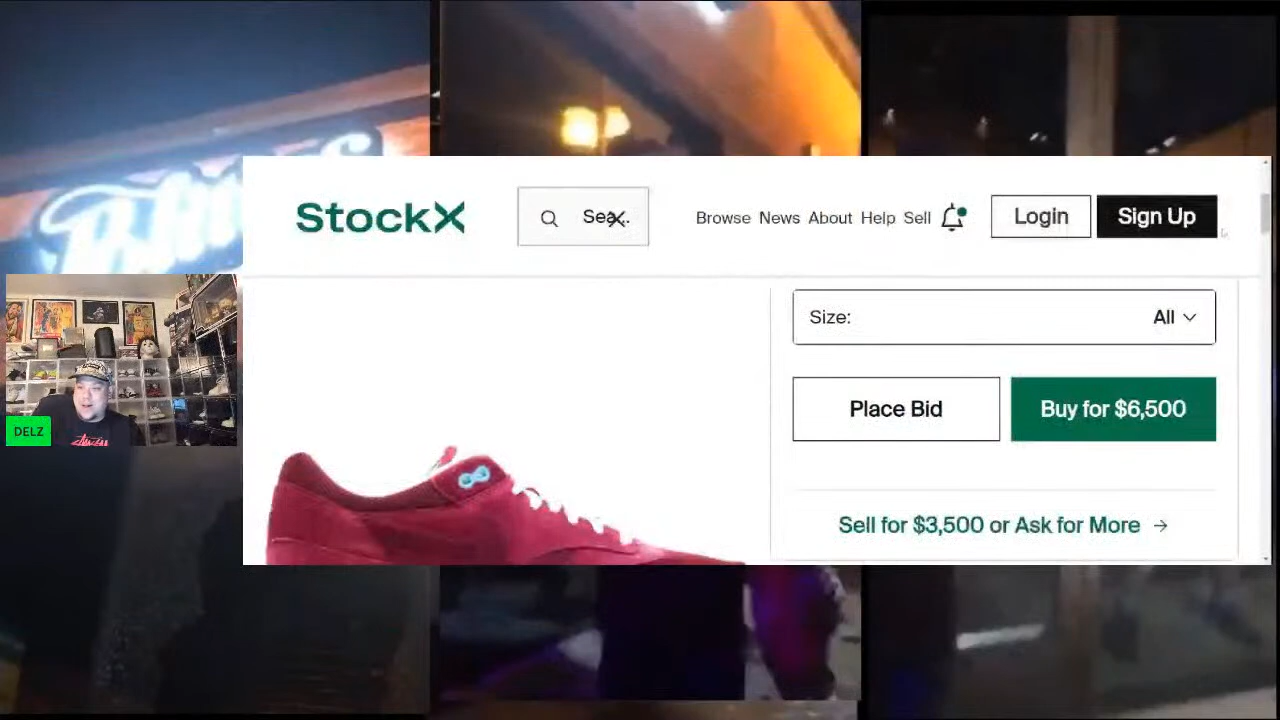 StockX
Sea..
Browse News About Help Sell
Login
Sign Up
Size:
All
Place Bid
Buy for $6,500
Sell for $3,500 or Ask for More →
DELZ